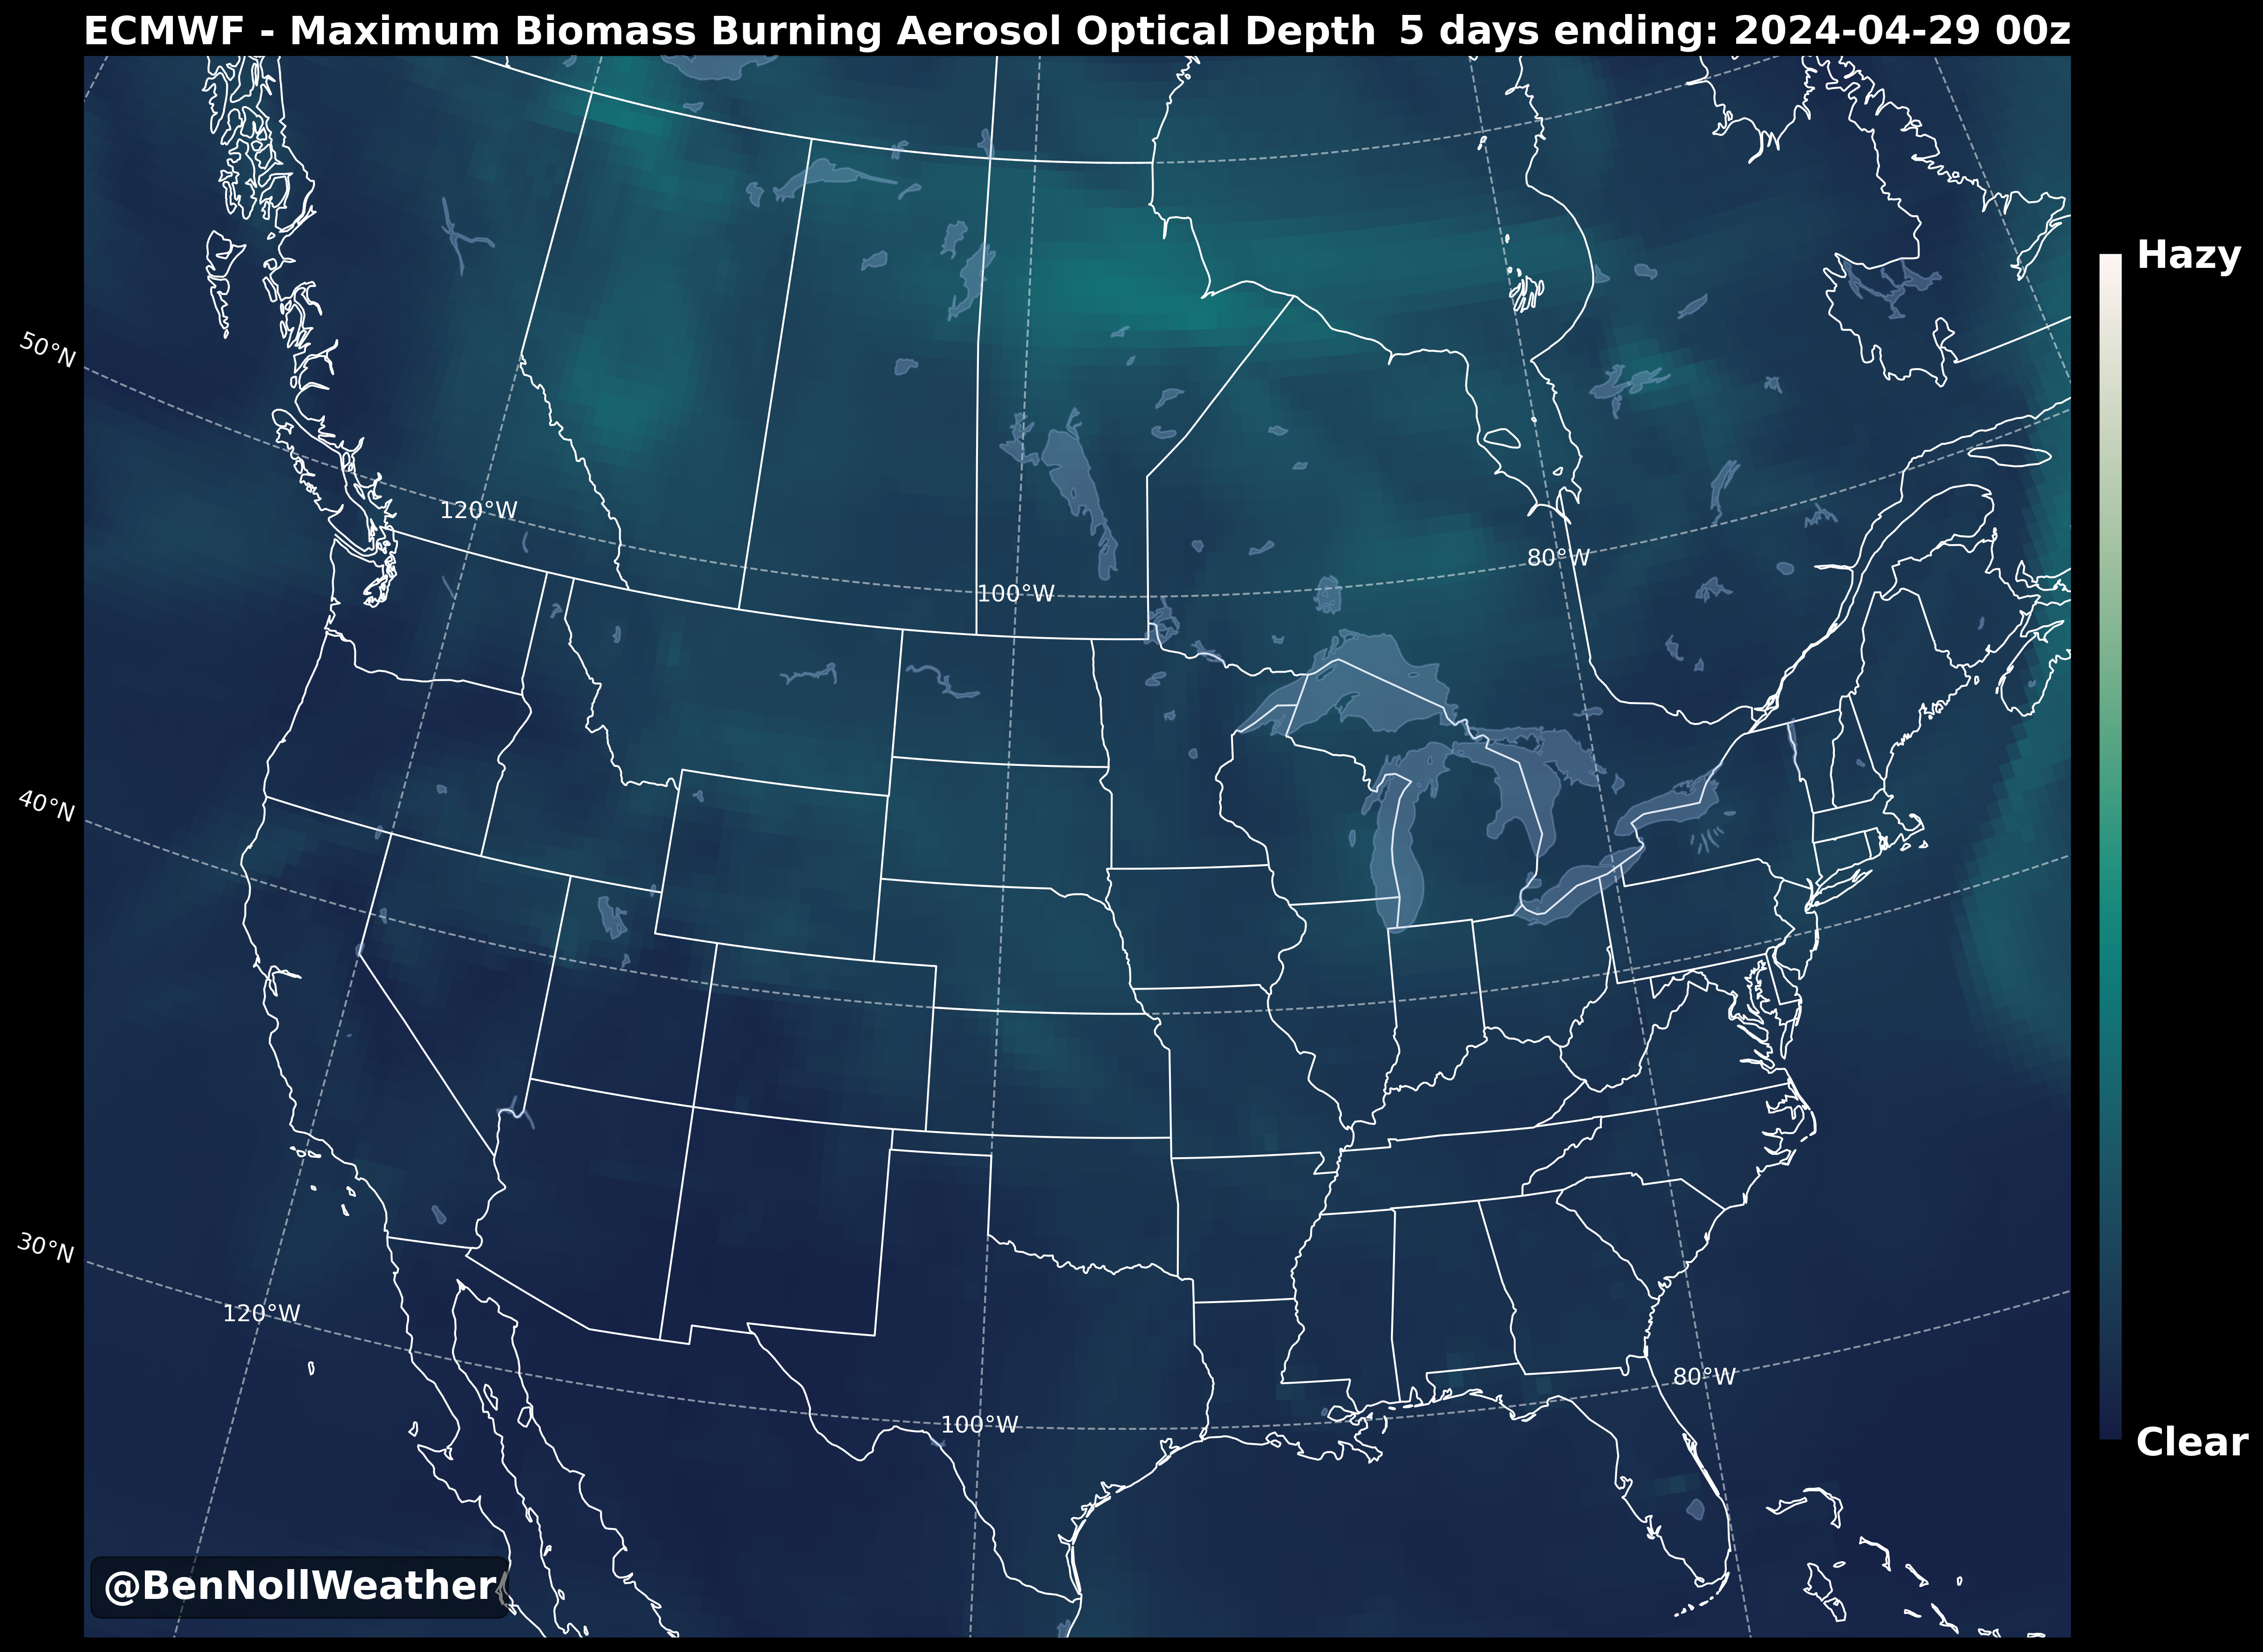 ECMWF - Maximum Biomass Burning Aerosol Optical Depth 5 days ending: 2024-04-29 00z
Hazy
50°N
120°W
80°W
100°W
40°N
30°N
120°W
80°W
100°W
Clear
@BenNollWeather